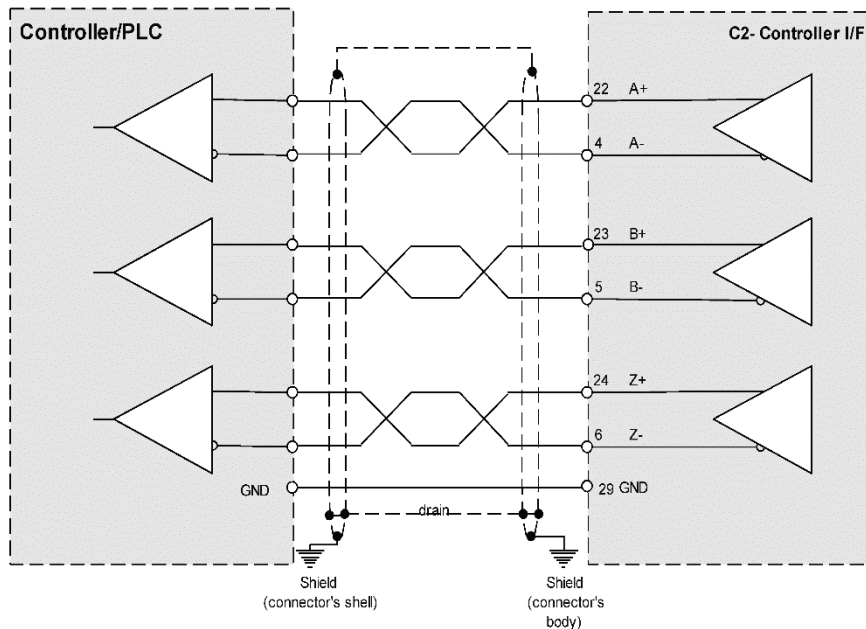 Controller/PLC
C2- Controller I/F
22 A+
4 A-
23 B+
5 B-
24 Z+
6 Z-
GND
29 GND
drain
Shield
(connector's shell)
Shield
(connector's
body)